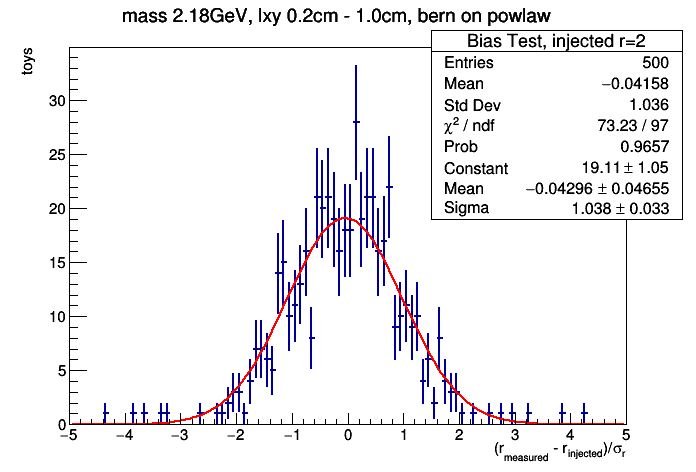 mass 2.18GeV, lxy 0.2cm - 1.0cm, bern on powlaw
Bias Test, injected r=2
Entries 500
Mean −0.04158
Std Dev 1.036
χ² / ndf 73.23 / 97
Prob 0.9657
Constant 19.11 ± 1.05
Mean −0.04296 ± 0.04655
Sigma 1.038 ± 0.033
toys
30
25
20
15
10
5
0
−5 −4 −3 −2 −1 0 1 2 3 4 5
(r_measured - r_injected)/σ_r